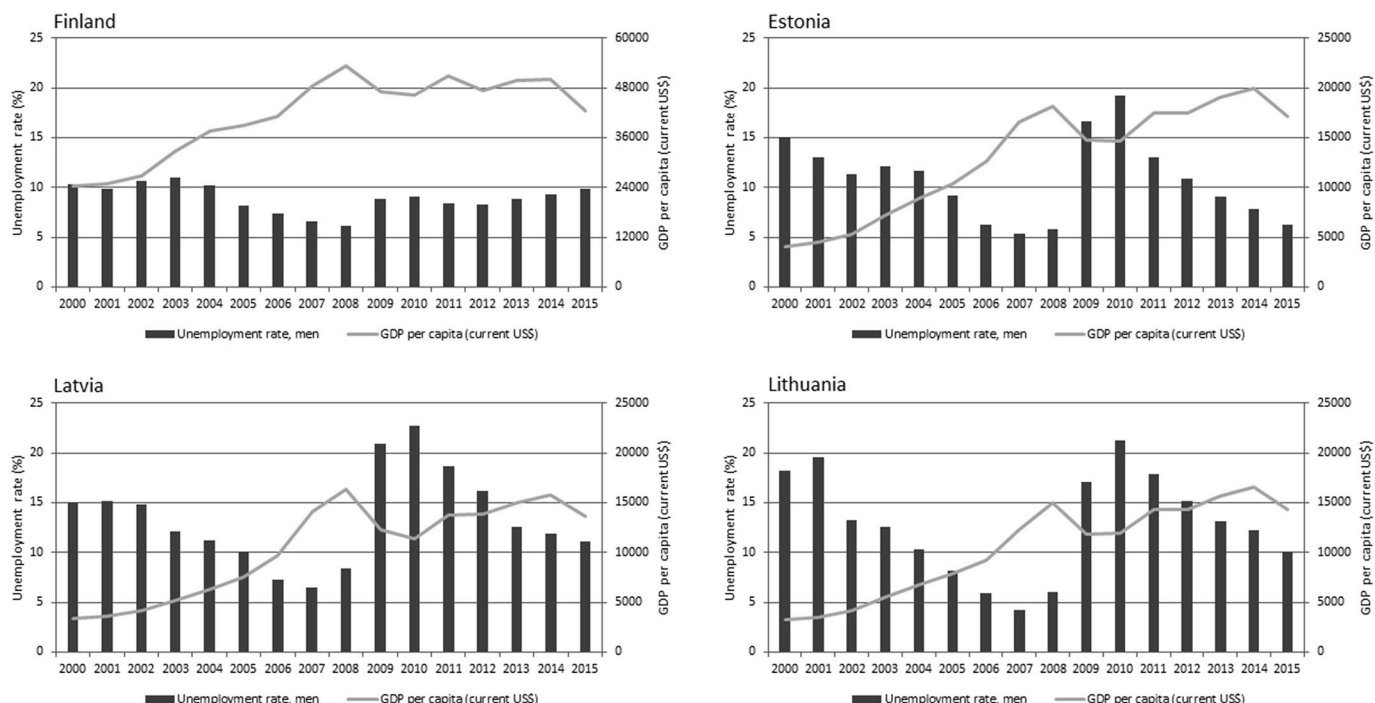 Finland
25
20
15
10
5
0
Unemployment rate (%)
60000
48000
36000
24000
12000
0
GDP per capita (current US$)
2000 2001 2002 2003 2004 2005 2006 2007 2008 2009 2010 2011 2012 2013 2014 2015
Unemployment rate, men GDP per capita (current US$)
Estonia
25
20
15
10
5
0
Unemployment rate (%)
25000
20000
15000
10000
5000
0
GDP per capita (current US$)
2000 2001 2002 2003 2004 2005 2006 2007 2008 2009 2010 2011 2012 2013 2014 2015
Unemployment rate, men GDP per capita (current US$)
Latvia
25
20
15
10
5
0
Unemployment rate (%)
25000
20000
15000
10000
5000
0
GDP per capita (current US$)
2000 2001 2002 2003 2004 2005 2006 2007 2008 2009 2010 2011 2012 2013 2014 2015
Unemployment rate, men GDP per capita (current US$)
Lithuania
25
20
15
10
5
0
Unemployment rate (%)
25000
20000
15000
10000
5000
0
GDP per capita (current US$)
2000 2001 2002 2003 2004 2005 2006 2007 2008 2009 2010 2011 2012 2013 2014 2015
Unemployment rate, men GDP per capita (current US$)